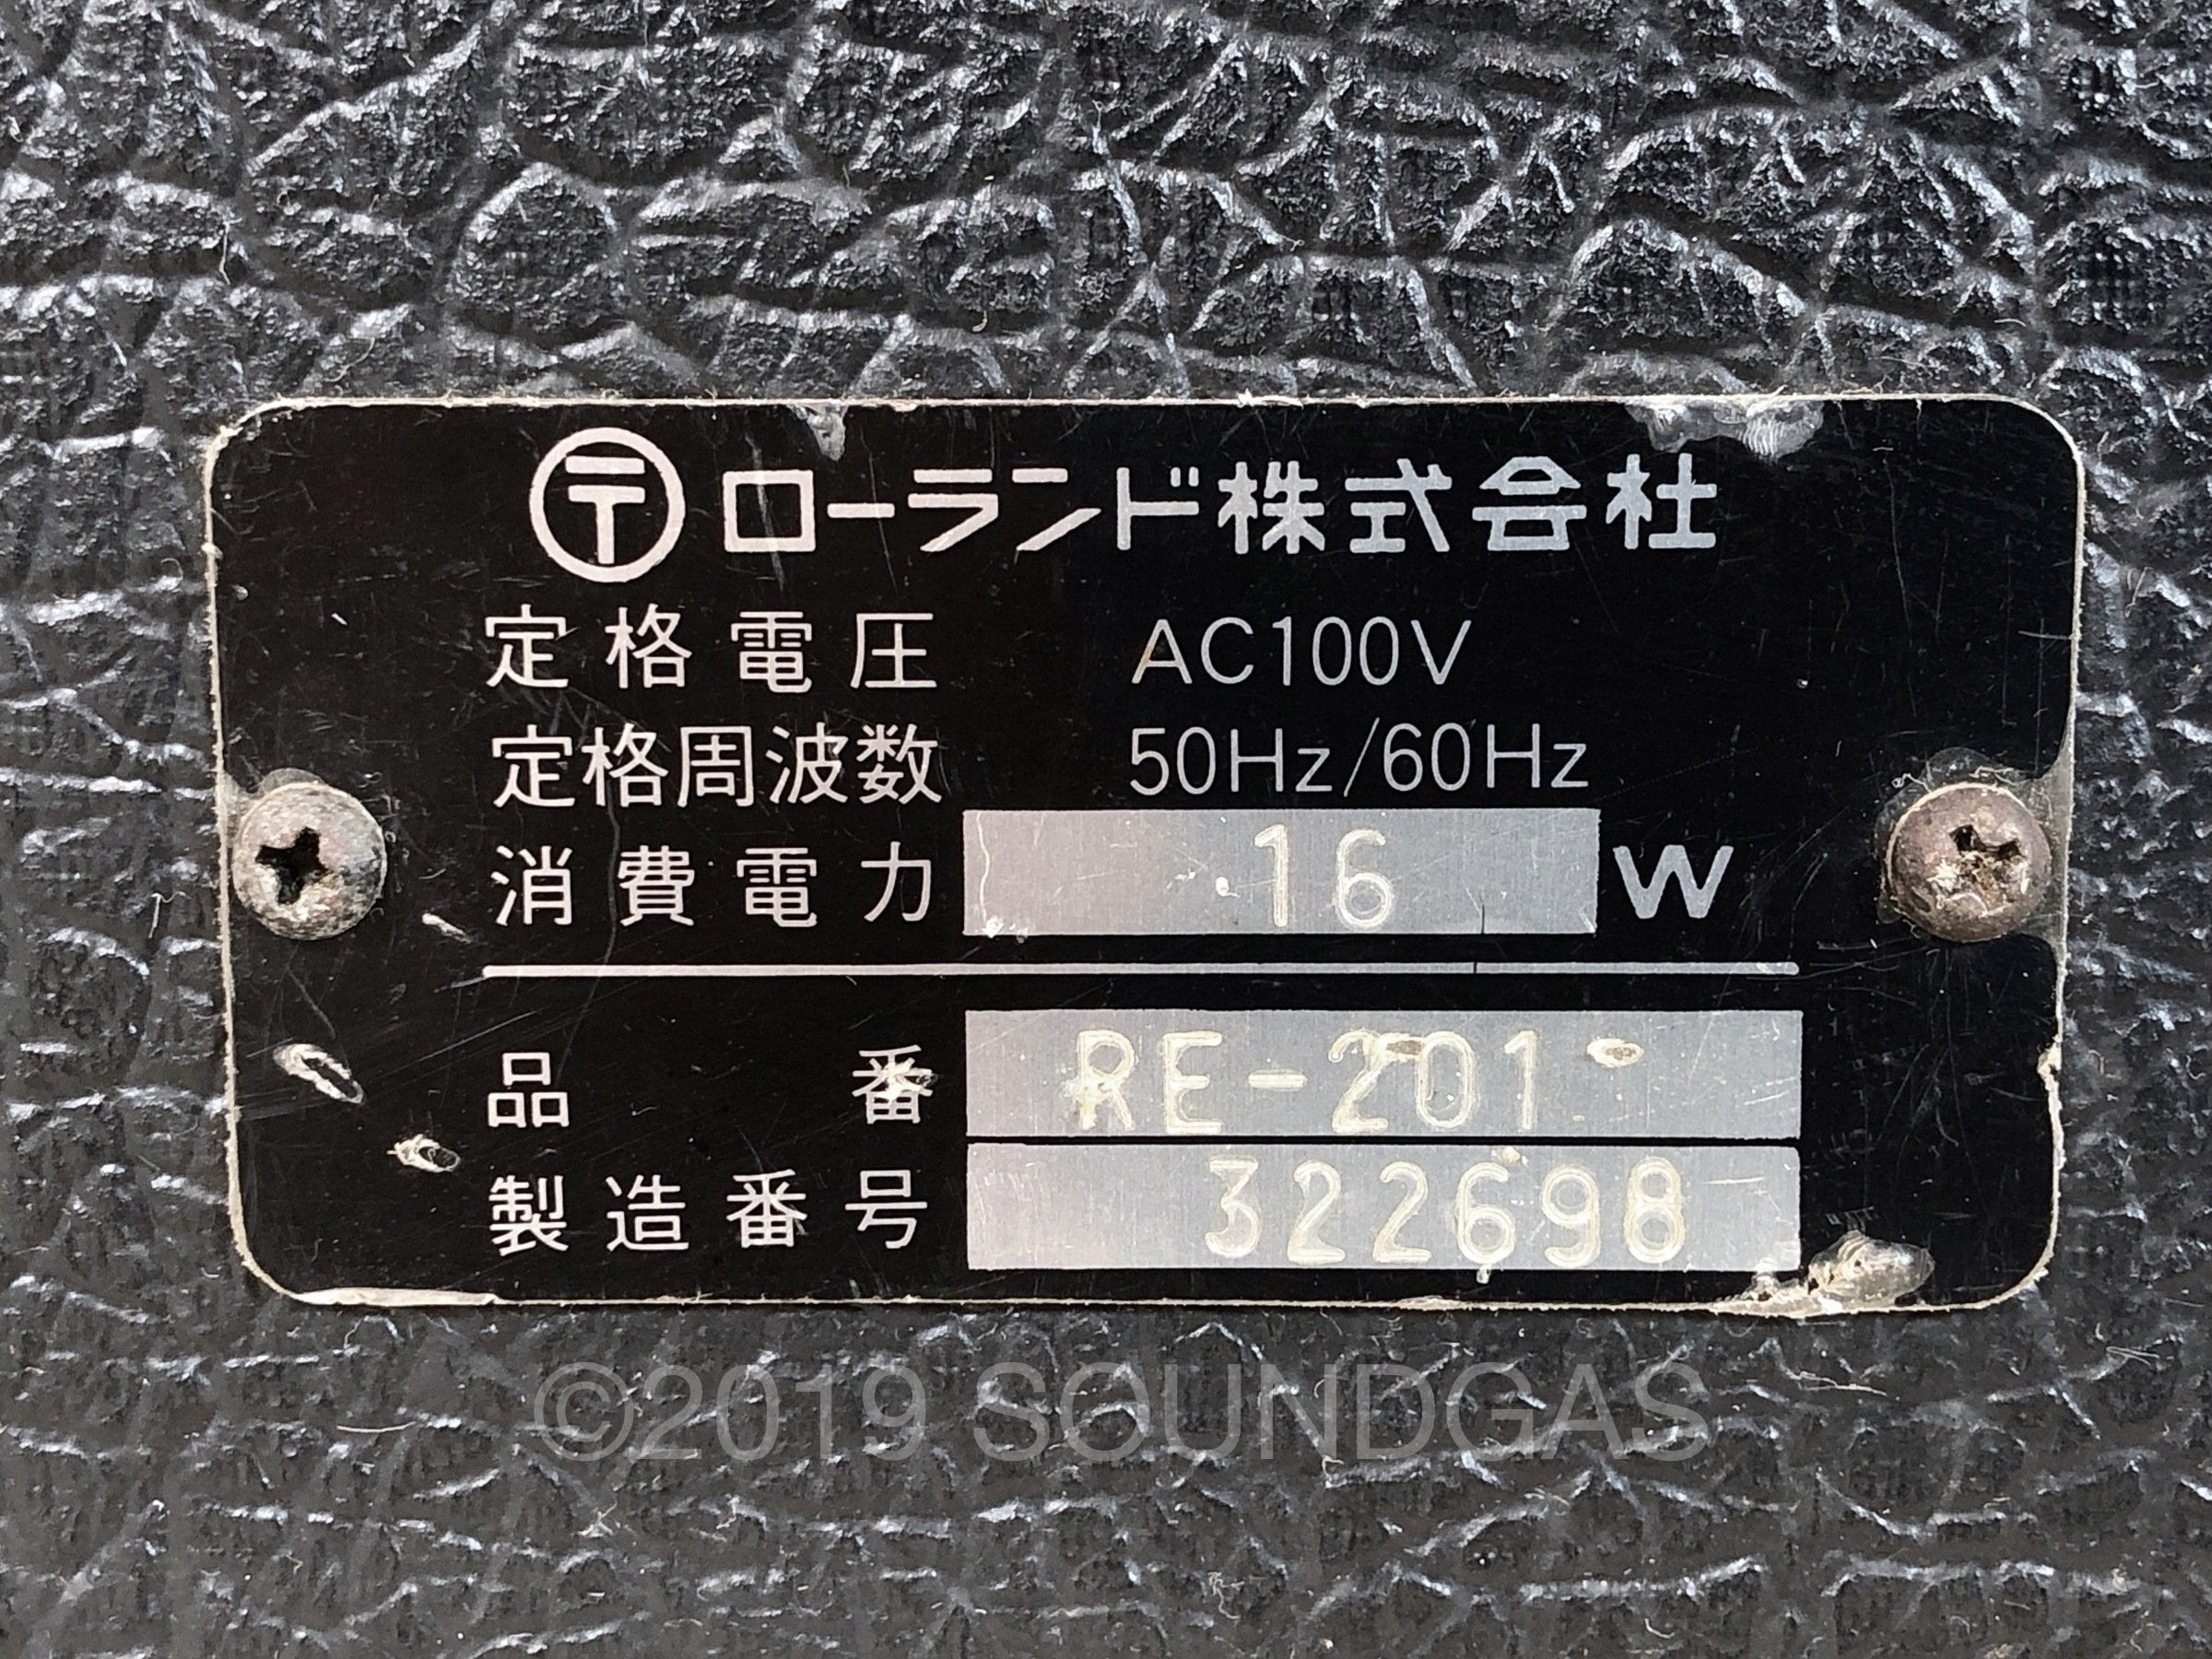 〒 ローランド株式会社
定格電圧 AC100V
定格周波数 50Hz/60Hz
消費電力 16 W
品番 RE-201
製造番号 322698
©2019 SOUNDGAS